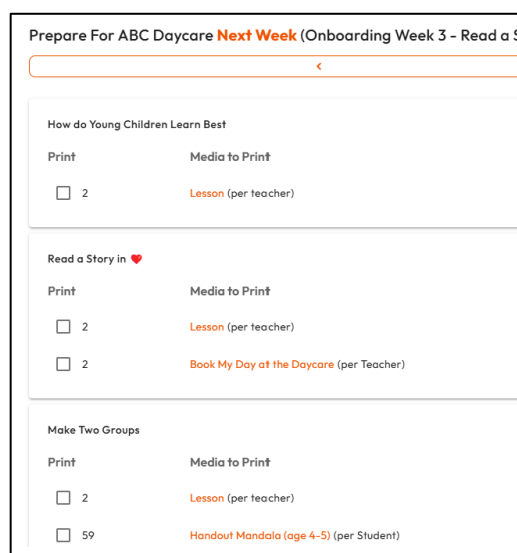 Prepare For ABC Daycare Next Week (Onboarding Week 3 - Read a S
<
How do Young Children Learn Best
Print Media to Print
2 Lesson (per teacher)
Read a Story in ❤️
Print Media to Print
2 Lesson (per teacher)
2 Book My Day at the Daycare (per Teacher)
Make Two Groups
Print Media to Print
2 Lesson (per teacher)
59 Handout Mandala (age 4-5) (per Student)